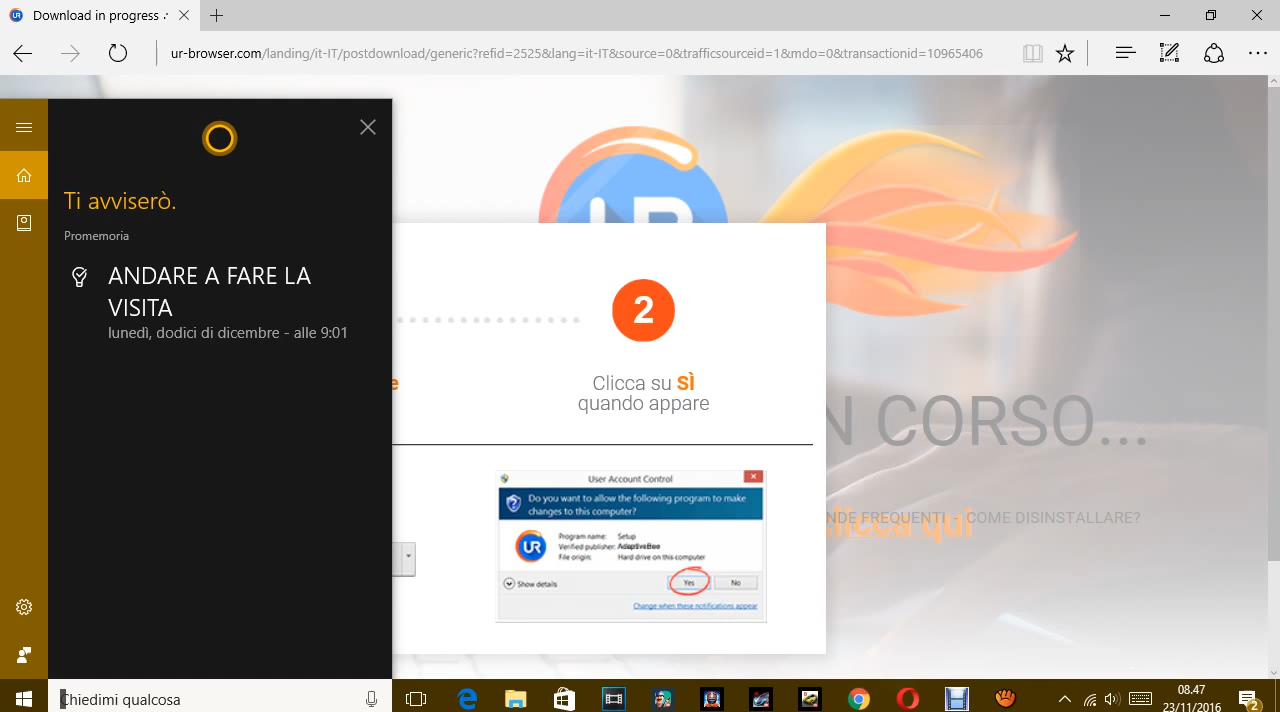 Download in progress
ur-browser.com/landing/it-IT/postdownload/generic?refid=2525&lang=it-IT&source=0&trafficsourceid=1&mdo=0&transactionid=10965406
Ti avviserò.
Promemoria
ANDARE A FARE LA
VISITA
lunedì, dodici di dicembre - alle 9:01
UR
2
e
Clicca su SÌ
quando appare
N CORSO...
NDE FREQUENTI - COME DISINSTALLARE?
clicca qui
User Account Control
Do you want to allow the following program to make
changes to this computer?
UR
Program name: Setup
Verified publisher: AdaptiveBee
File origin: Hard drive on this computer
Show details
Yes
No
Change when these notifications appear
Chiedimi qualcosa
08.47
23/11/2016
2